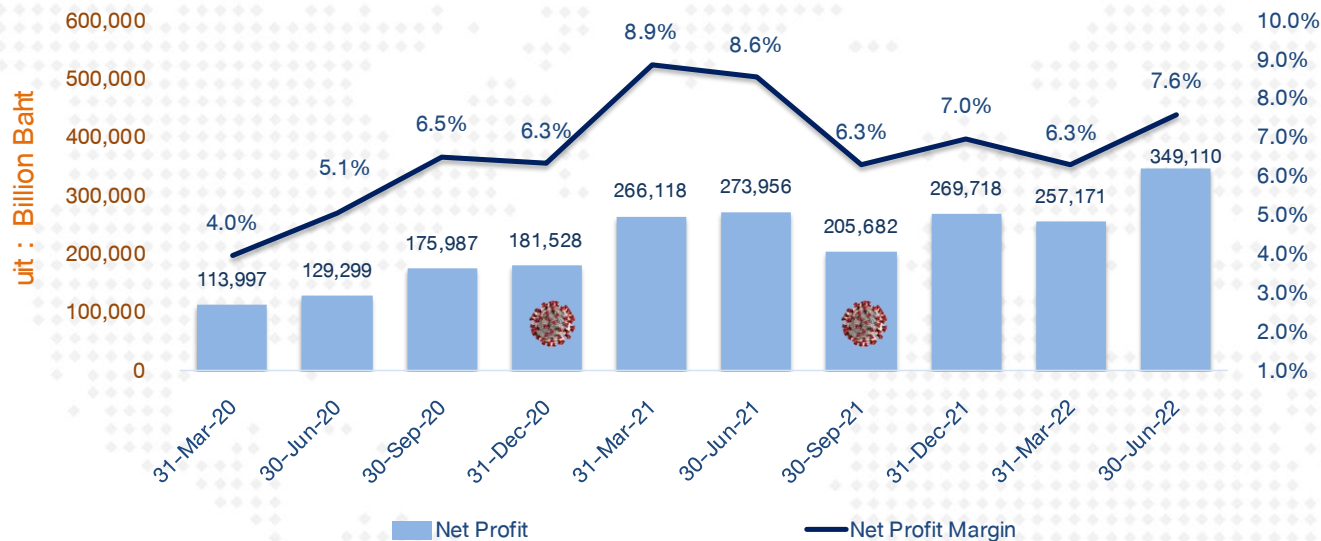 uit : Billion Baht
600,000
500,000
400,000
300,000
200,000
100,000
0
10.0%
9.0%
8.0%
7.0%
6.0%
5.0%
4.0%
3.0%
2.0%
1.0%
4.0%
5.1%
6.5%
6.3%
8.9%
8.6%
6.3%
7.0%
6.3%
7.6%
113,997
129,299
175,987
181,528
266,118
273,956
205,682
269,718
257,171
349,110
31-Mar-20
30-Jun-20
30-Sep-20
31-Dec-20
31-Mar-21
30-Jun-21
30-Sep-21
31-Dec-21
31-Mar-22
30-Jun-22
Net Profit
Net Profit Margin